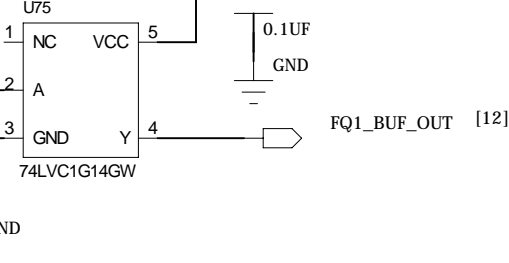 U75
1 NC VCC 5
2 A
3 GND Y 4
74LVC1G14GW
0.1UF
GND
FQ1_BUF_OUT [12]
ND